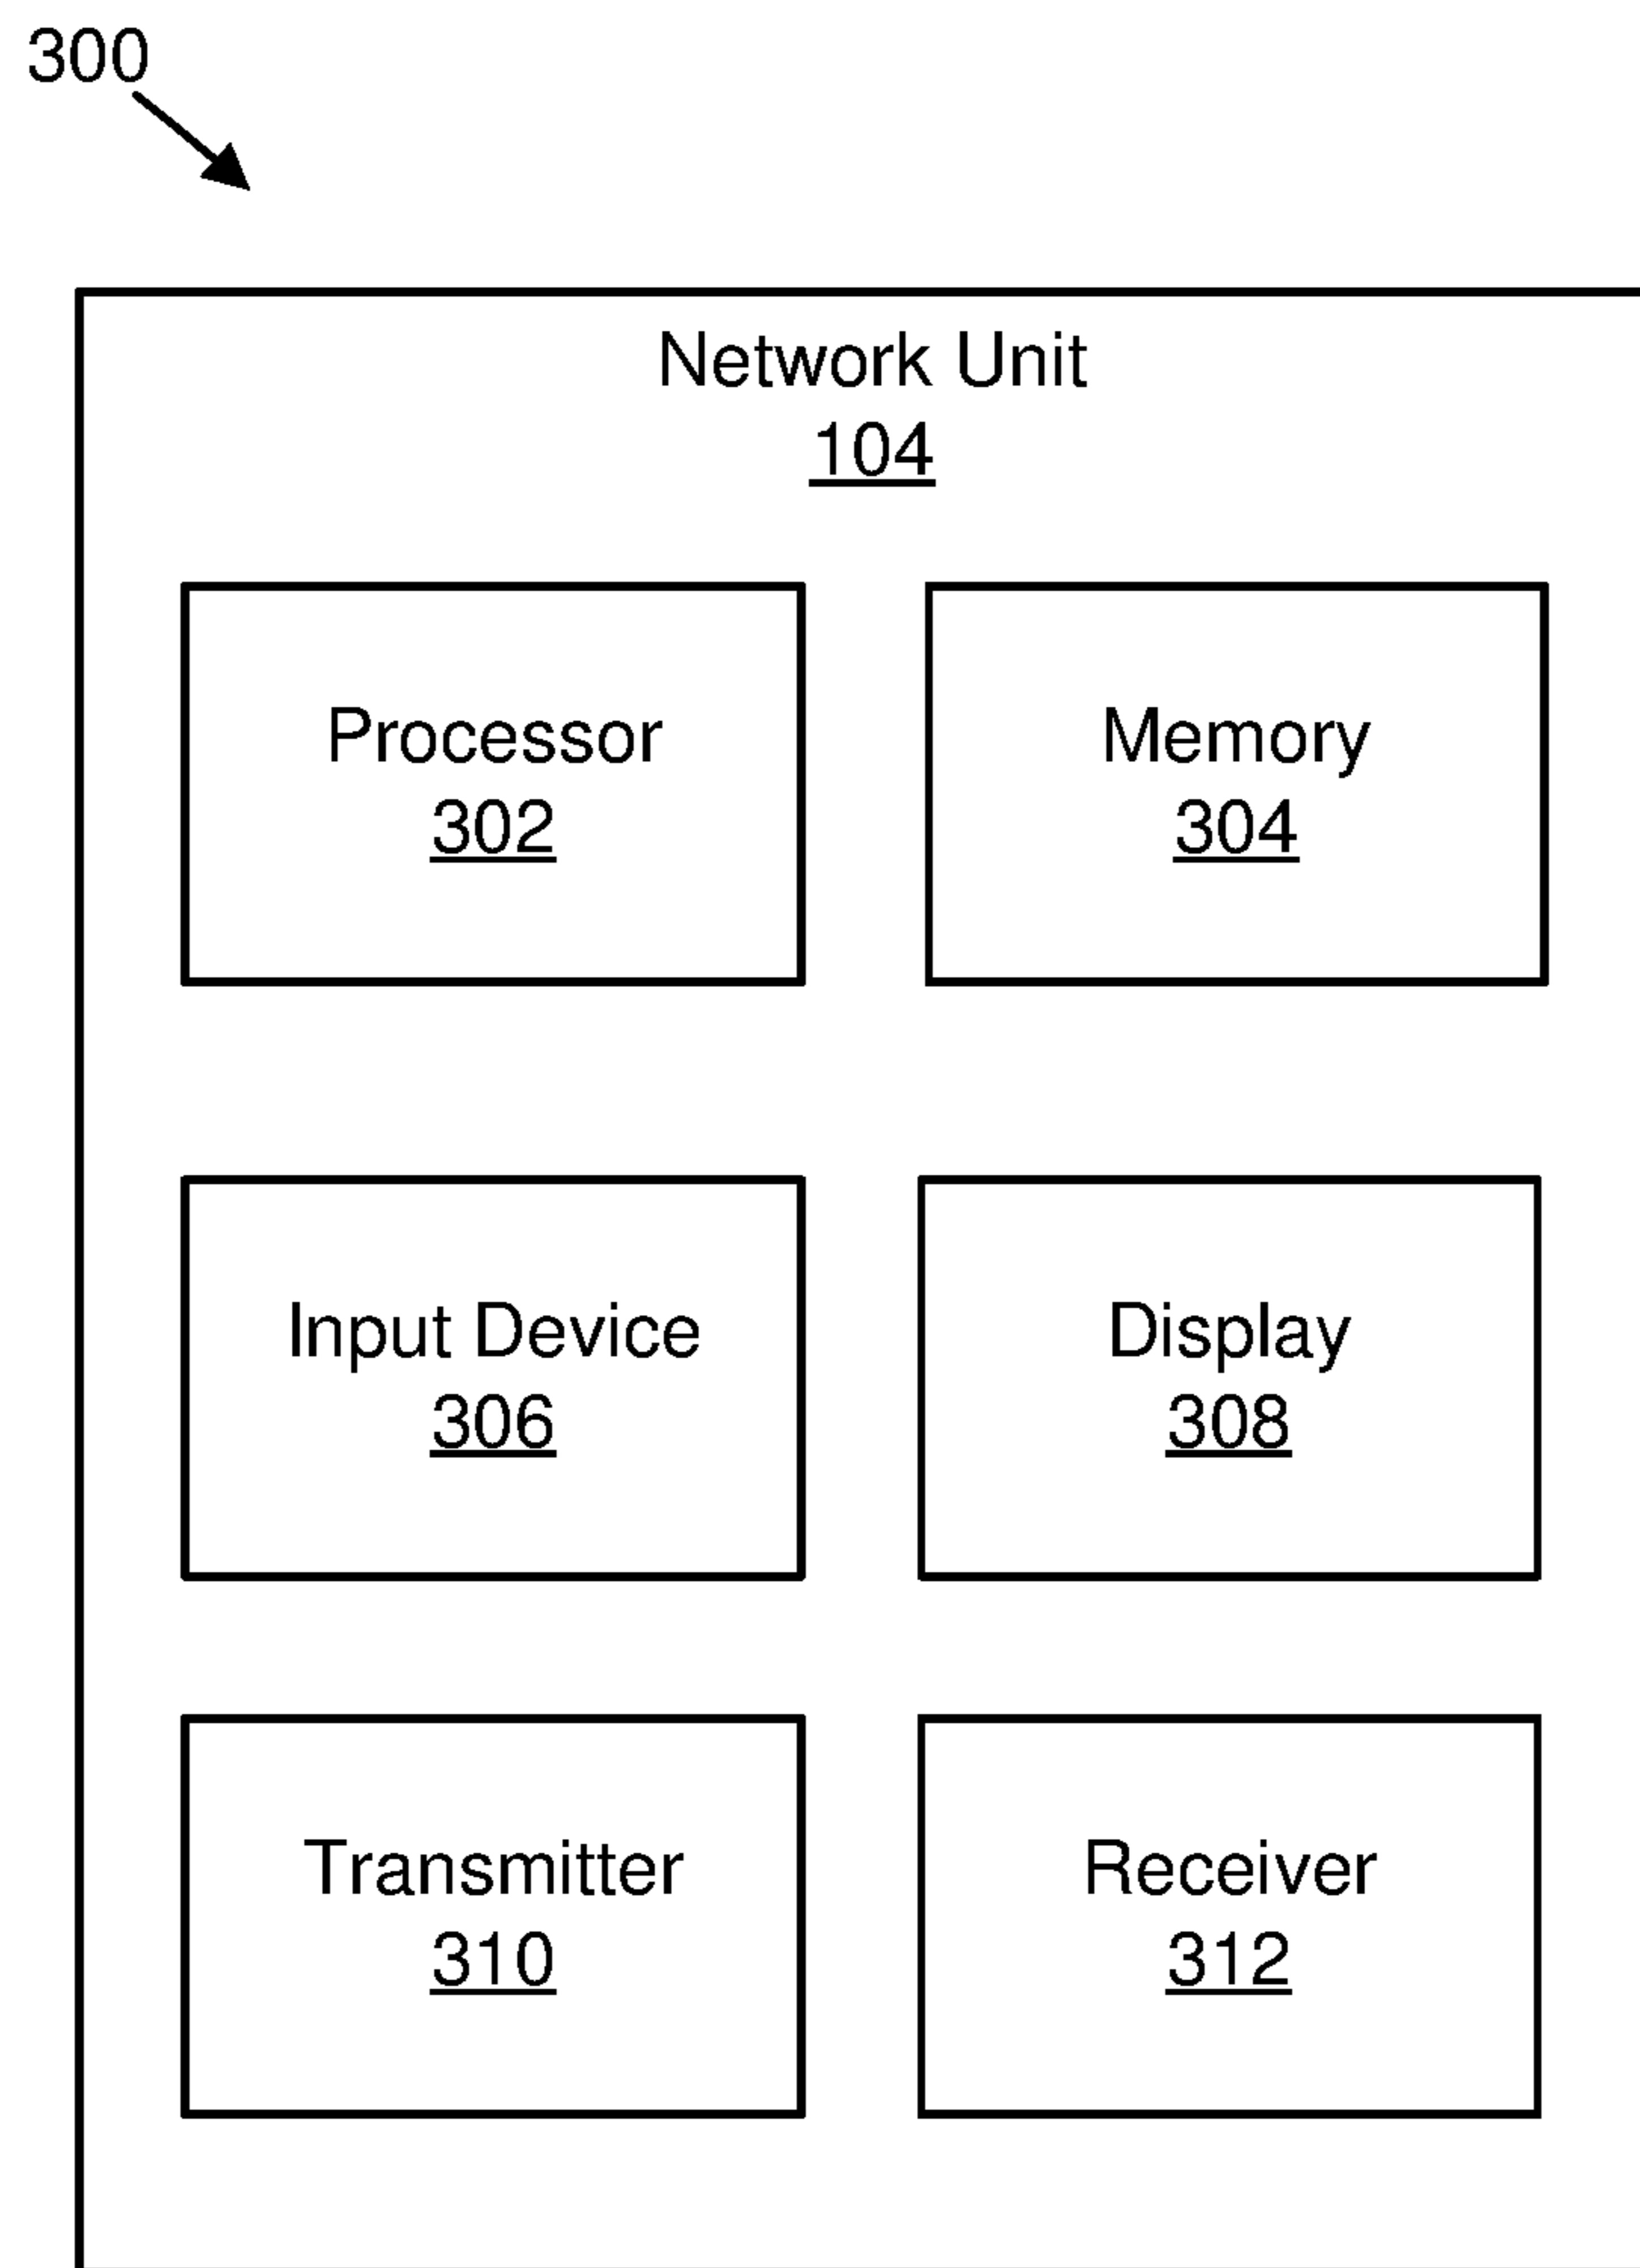 300
Network Unit
104
Processor
302
Memory
304
Input Device
306
Display
308
Transmitter
310
Receiver
312